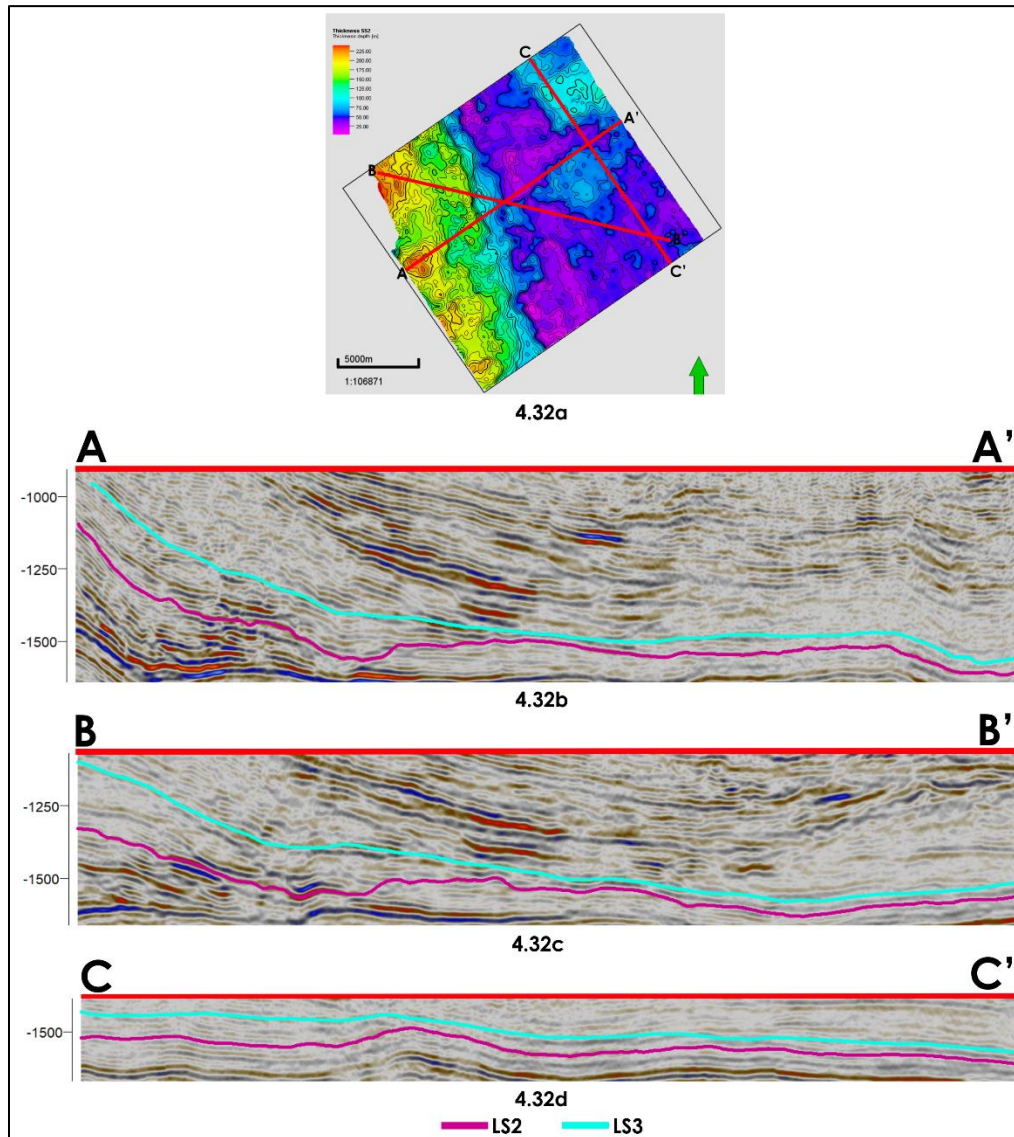 Thickness SS2
Thickness depth [m]
225.00
200.00
175.00
150.00
125.00
100.00
75.00
50.00
25.00
C
A'
B
A
B'
C'
5000m
1:106871
4.32a
A A'
-1000
-1250
-1500
4.32b
B B'
-1250
-1500
4.32c
C C'
-1500
4.32d
LS2 LS3